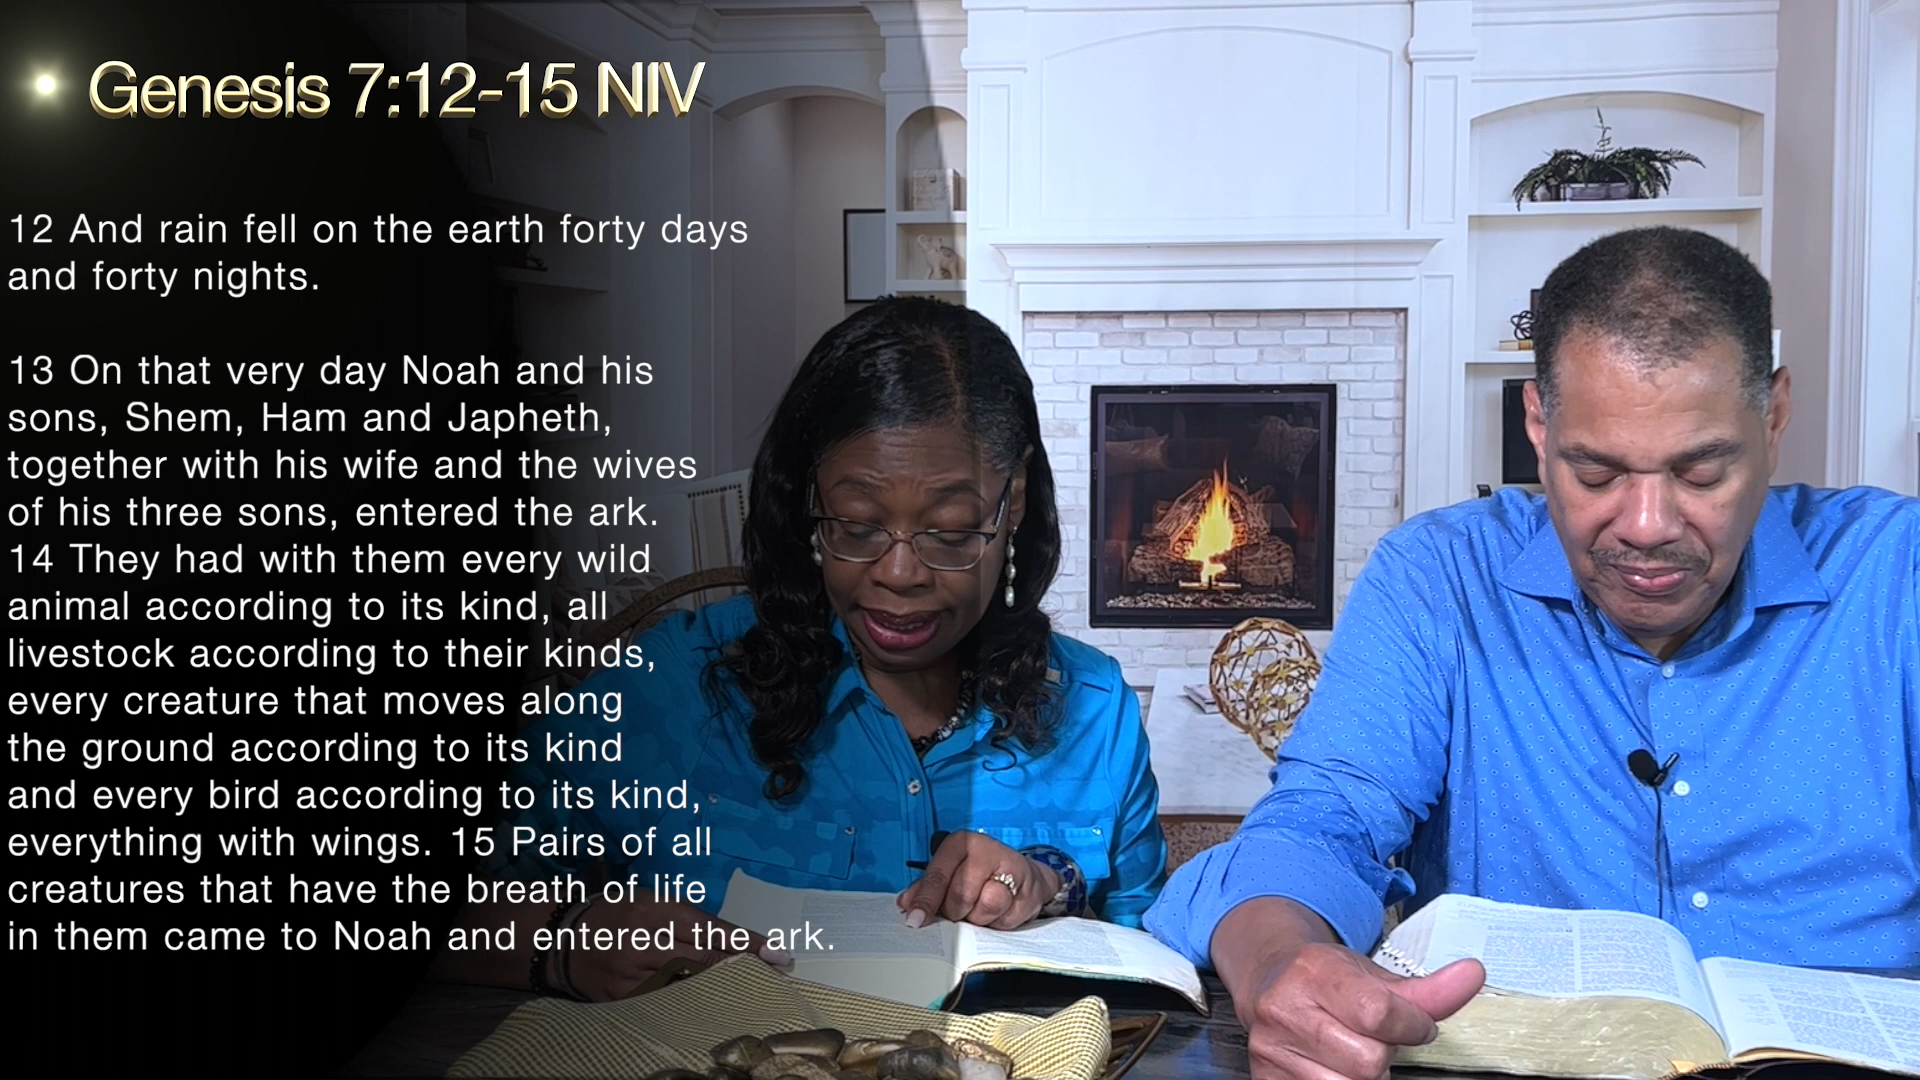 Genesis 7:12-15 NIV
12 And rain fell on the earth forty days
and forty nights.
13 On that very day Noah and his
sons, Shem, Ham and Japheth,
together with his wife and the wives
of his three sons, entered the ark.
14 They had with them every wild
animal according to its kind, all
livestock according to their kinds,
every creature that moves along
the ground according to its kind
and every bird according to its kind,
everything with wings. 15 Pairs of all
creatures that have the breath of life
in them came to Noah and entered the ark.